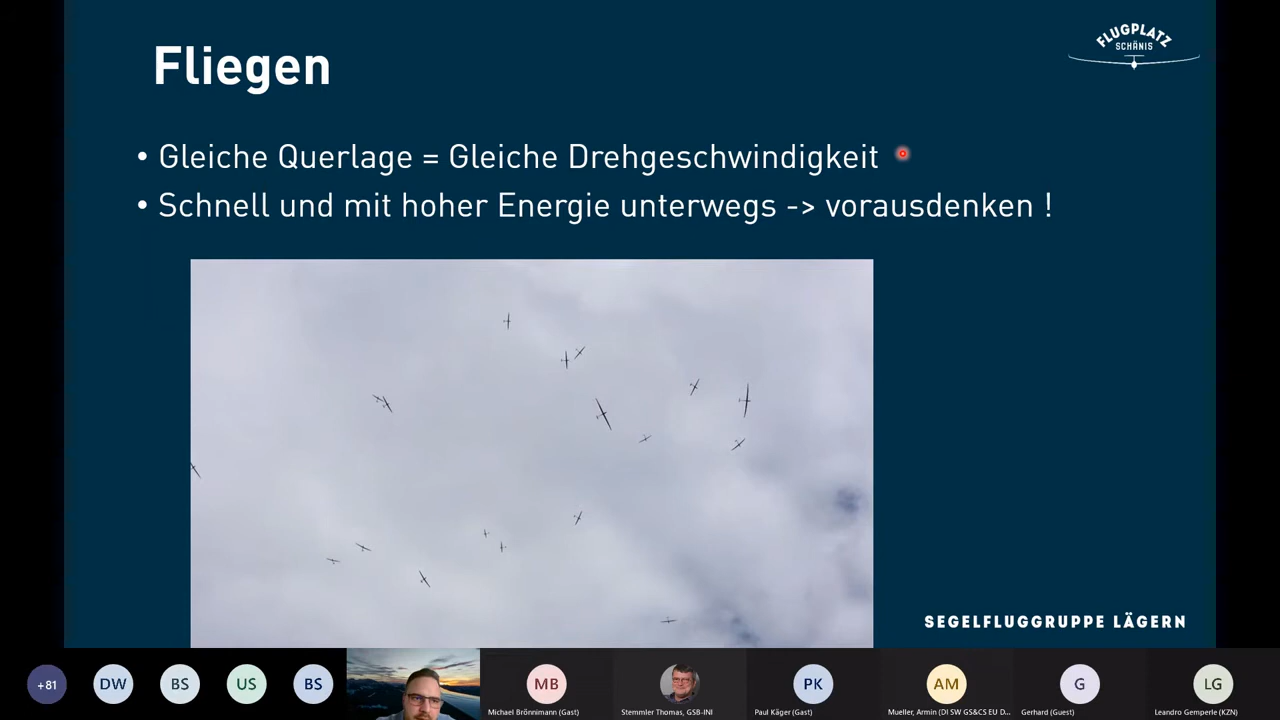 Fliegen
FLUGPLATZ
SCHÄNIS
• Gleiche Querlage = Gleiche Drehgeschwindigkeit
• Schnell und mit hoher Energie unterwegs -> vorausdenken !
SEGELFLUGGRUPPE LÄGERN
+81
DW
BS
US
BS
MB
PK
AM
G
LG
Michael Brönnimann (Gast)
Stemmler Thomas, GSB-INI
Paul Käger (Gast)
Mueller, Armin (DI SW GS&CS EU D...
Gerhard (Guest)
Leandro Gemperle (KZN)